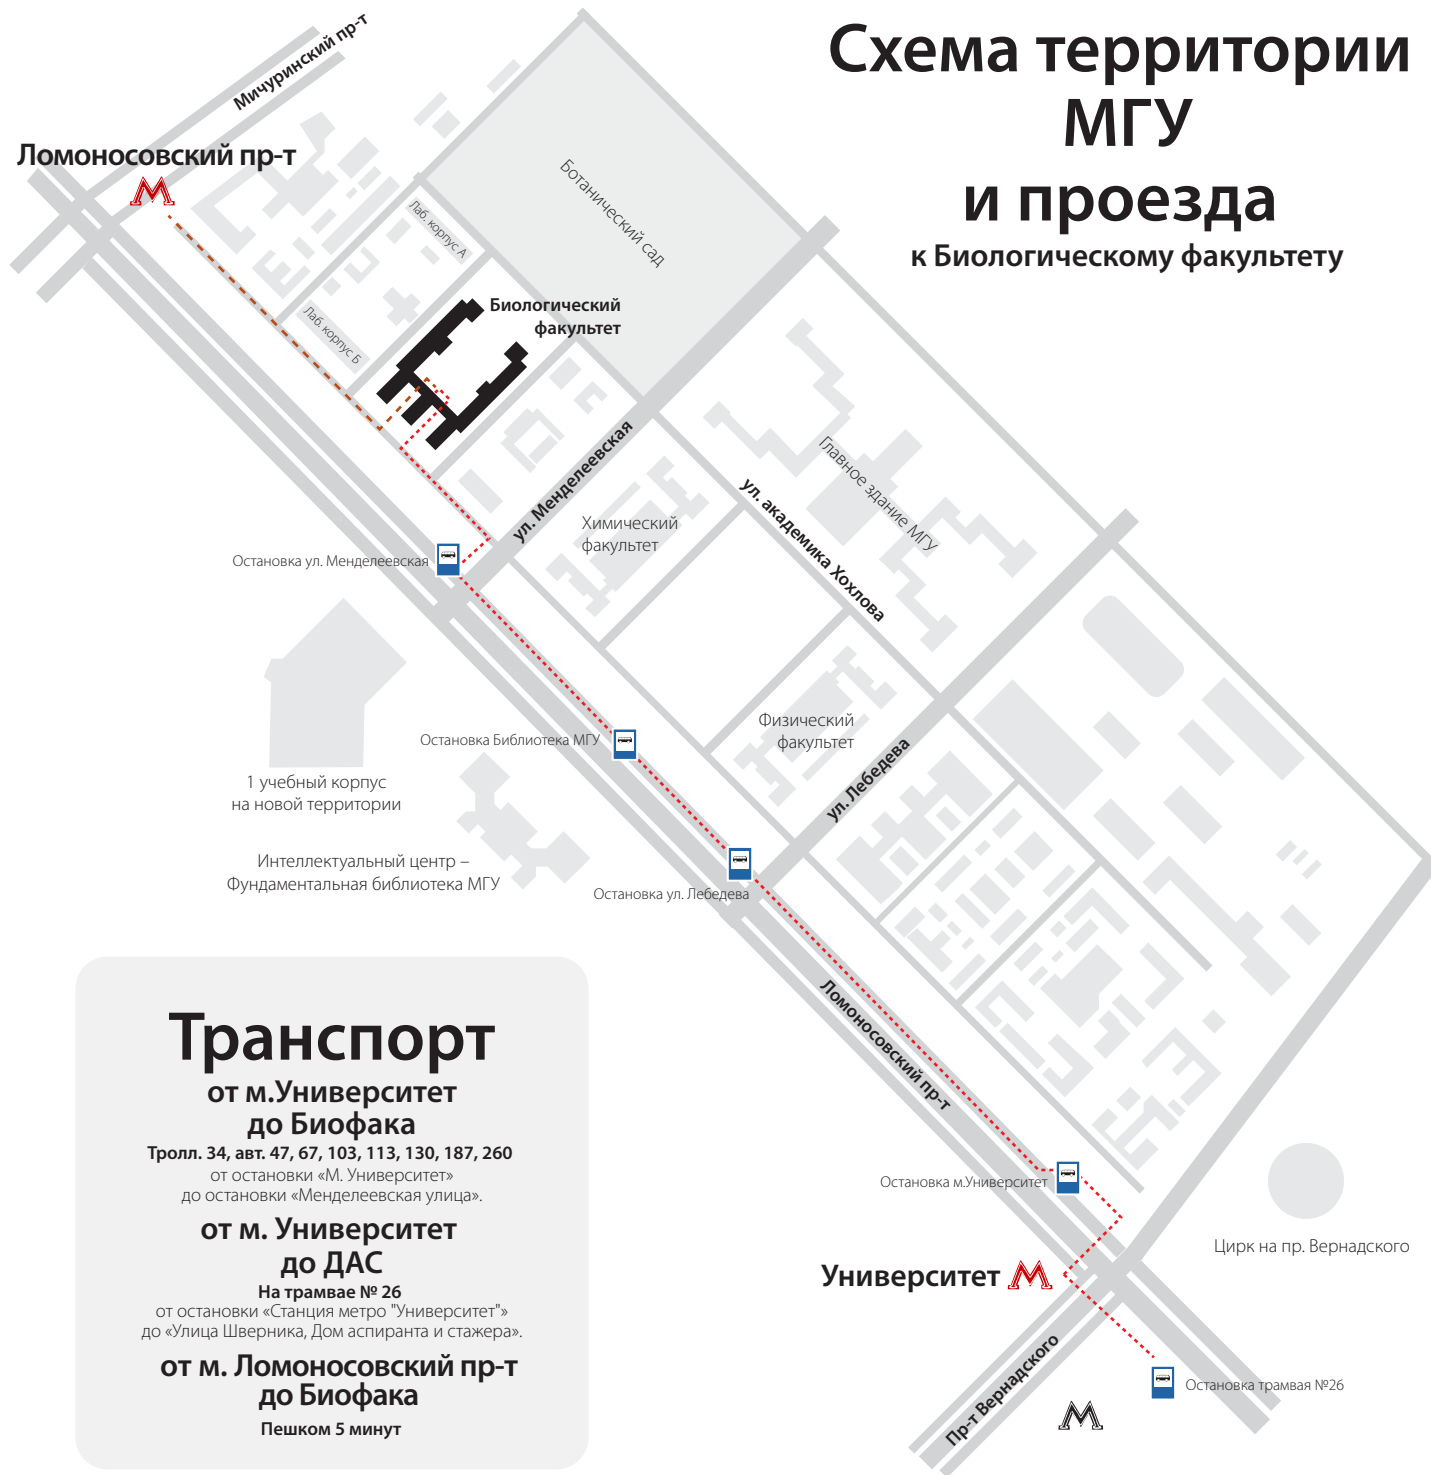 Схема территории
МГУ
и проезда
к Биологическому факультету
Мичуринский пр-т
Ломоносовский пр-т
Ботанический сад
Лаб. корпус А
Лаб. корпус Б
Биологический
факультет
ул. Менделеевская
Главное здание МГУ
ул. академика Хохлова
Химический
факультет
Остановка ул. Менделеевская
Физический
факультет
ул. Лебедева
Остановка Библиотека МГУ
1 учебный корпус
на новой территории
Интеллектуальный центр –
Фундаментальная библиотека МГУ
Остановка ул. Лебедева
Ломоносовский пр-т
Остановка м.Университет
Цирк на пр. Вернадского
Университет
Пр-т Вернадского
Остановка трамвая №26
Транспорт
от м.Университет
до Биофака
Тролл. 34, авт. 47, 67, 103, 113, 130, 187, 260
от остановки «М. Университет»
до остановки «Менделеевская улица».
от м. Университет
до ДАС
На трамвае № 26
от остановки «Станция метро "Университет"»
до «Улица Шверника, Дом аспиранта и стажера».
от м. Ломоносовский пр-т
до Биофака
Пешком 5 минут